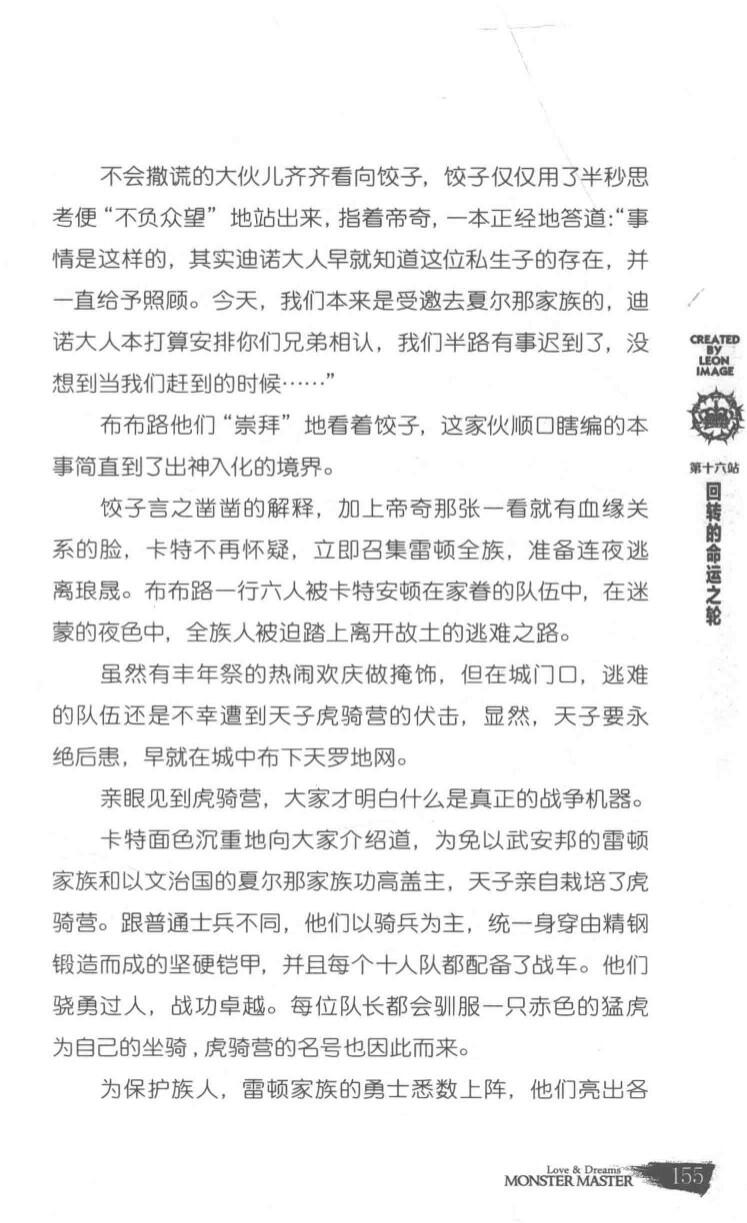 不会撒谎的大伙儿齐齐看向饺子，饺子仅仅用了半秒思
考便“不负众望”地站出来，指着帝奇，一本正经地答道：“事
情是这样的，其实迪诺大人早就知道这位私生子的存在，并
一直给予照顾。今天，我们本来是受邀去夏尔那家族的，迪
诺大人本打算安排你们兄弟相认，我们半路有事迟到了，没
想到当我们赶到的时候……”
布布路他们“崇拜”地看着饺子，这家伙顺口瞎编的本
事简直到了出神入化的境界。
饺子言之凿凿的解释，加上帝奇那张一看就有血缘关
系的脸，卡特不再怀疑，立即召集雷顿全族，准备连夜逃
离琅晟。布布路一行六人被卡特安顿在家眷的队伍中，在迷
蒙的夜色中，全族人被迫踏上离开故土的逃难之路。
虽然有丰年祭的热闹欢庆做掩饰，但在城门口，逃难
的队伍还是不幸遭到天子虎骑营的伏击，显然，天子要永
绝后患，早就在城中布下天罗地网。
亲眼见到虎骑营，大家才明白什么是真正的战争机器。
卡特面色沉重地向大家介绍道，为免以武安邦的雷顿
家族和以文治国的夏尔那家族功高盖主，天子亲自栽培了虎
骑营。跟普通士兵不同，他们以骑兵为主，统一身穿由精钢
锻造而成的坚硬铠甲，并且每个十人队都配备了战车。他们
骁勇过人，战功卓越。每位队长都会驯服一只赤色的猛虎
为自己的坐骑，虎骑营的名号也因此而来。
为保护族人，雷顿家族的勇士悉数上阵，他们亮出各
CREATED
BY
LEON
IMAGE
第十六站
回转的命运之轮
Love & Dreams
MONSTER MASTER 155